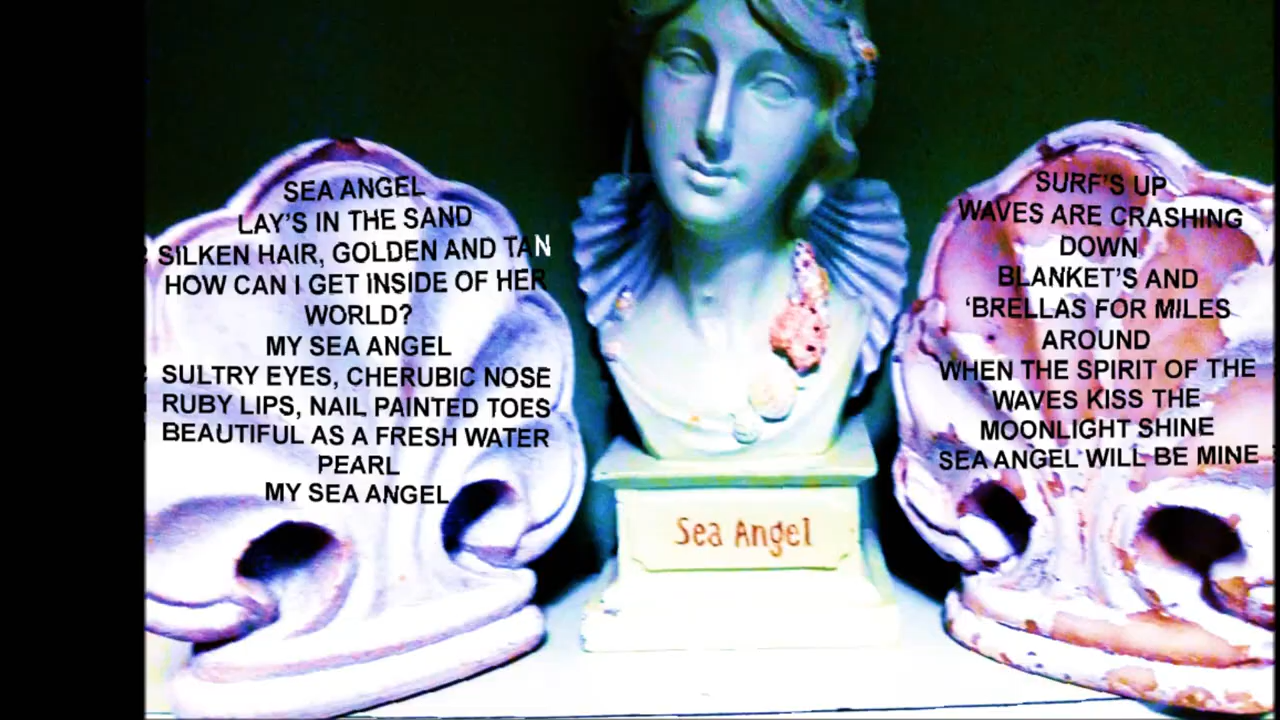 SEA ANGEL
LAY'S IN THE SAND
SILKEN HAIR, GOLDEN AND TAN
HOW CAN I GET INSIDE OF HER
WORLD?
MY SEA ANGEL
SULTRY EYES, CHERUBIC NOSE
RUBY LIPS, NAIL PAINTED TOES
BEAUTIFUL AS A FRESH WATER
PEARL
MY SEA ANGEL
Sea Angel
SURF'S UP
WAVES ARE CRASHING
DOWN
BLANKET'S AND
‘BRELLAS FOR MILES
AROUND
WHEN THE SPIRIT OF THE
WAVES KISS THE
MOONLIGHT SHINE
SEA ANGEL WILL BE MINE